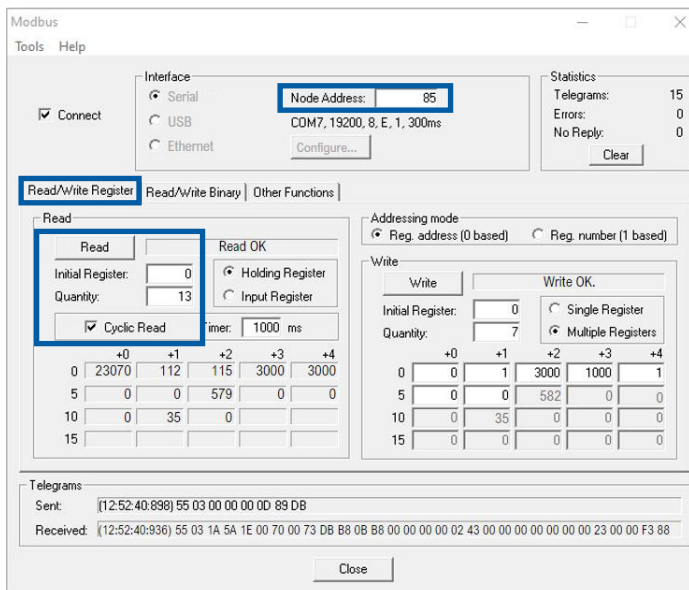 Modbus
Tools Help
Interface
Connect
Serial
USB
Ethernet
Node Address: 85
COM7, 19200, 8, E, 1, 300ms
Configure...
Statistics
Telegrams: 15
Errors: 0
No Reply: 0
Clear
Read/Write Register Read/Write Binary Other Functions
Read
Read Read OK
Initial Register: 0
Quantity: 13
Holding Register
Input Register
Cyclic Read Timer: 1000 ms
+0 +1 +2 +3 +4
0 23070 112 115 3000 3000
5 0 0 579 0 0
10 0 35 0
15
Addressing mode
Reg. address (0 based) Reg. number (1 based)
Write
Write Write OK.
Initial Register: 0
Quantity: 7
Single Register
Multiple Registers
+0 +1 +2 +3 +4
0 0 1 3000 1000 1
5 0 0 582 0 0
10 0 35 0 0 0
15 0 0 0 0 0
Telegrams
Sent: (12:52:40:898) 55 03 00 00 00 0D 89 DB
Received: (12:52:40:936) 55 03 1A 5A 1E 00 70 00 73 DB B8 0B B8 00 00 00 00 02 43 00 00 00 00 00 00 00 23 00 00 F3 88
Close